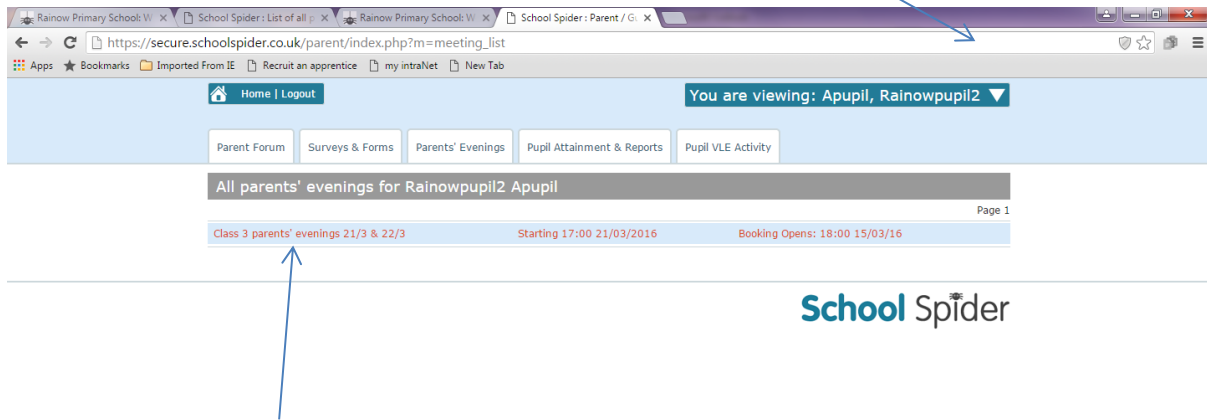 Rainow Primary School: W
School Spider : List of all p
Rainow Primary School: W
School Spider : Parent / Gu
https://secure.schoolspider.co.uk/parent/index.php?m=meeting_list
Apps Bookmarks Imported From IE Recruit an apprentice my intraNet New Tab
Home | Logout
You are viewing: Apupil, Rainowpupil2
Parent Forum Surveys & Forms Parents' Evenings Pupil Attainment & Reports Pupil VLE Activity
All parents' evenings for Rainowpupil2 Apupil
Page 1
Class 3 parents' evenings 21/3 & 22/3 Starting 17:00 21/03/2016 Booking Opens: 18:00 15/03/16
School Spider